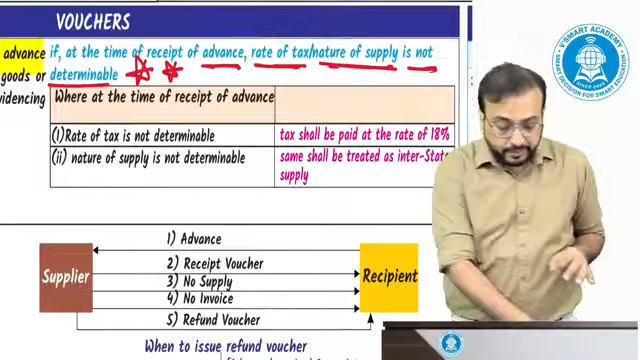 VOUCHERS
advance
goods or
videncing
if, at the time of receipt of advance, rate of tax/nature of supply is not
determinable
Where at the time of receipt of advance
(I)Rate of tax is not determinable
tax shall be paid at the rate of 18%
(ii) nature of supply is not determinable
same shall be treated as inter-State
supply
Supplier
1) Advance
2) Receipt Voucher
3) No Supply
4) No Invoice
5) Refund Voucher
Recipient
When to issue refund voucher
V'SMART ACADEMY
SINCE-2005
SMART DECISION FOR SMART EDUCATION